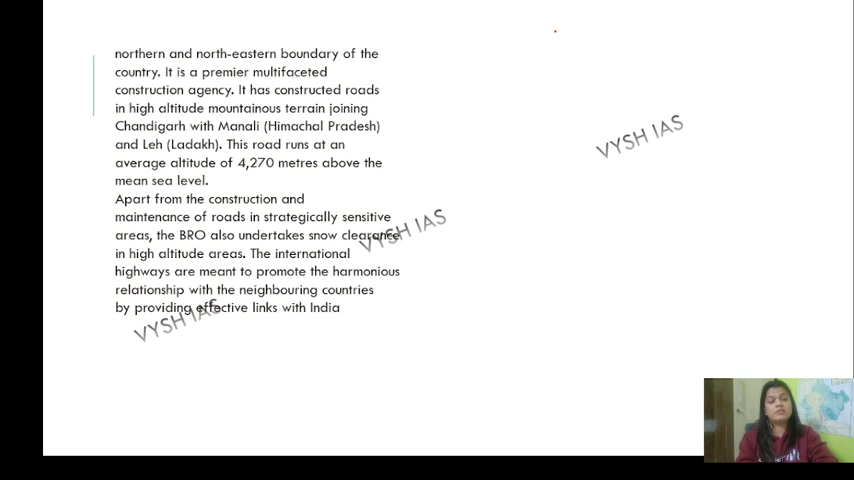 northern and north-eastern boundary of the
country. It is a premier multifaceted
construction agency. It has constructed roads
in high altitude mountainous terrain joining
Chandigarh with Manali (Himachal Pradesh)
and Leh (Ladakh). This road runs at an
average altitude of 4,270 metres above the
mean sea level.
Apart from the construction and
maintenance of roads in strategically sensitive
areas, the BRO also undertakes snow clearance
in high altitude areas. The international
highways are meant to promote the harmonious
relationship with the neighbouring countries
by providing effective links with India
VYSH IAS
VYSH IAS
VYSH IAS